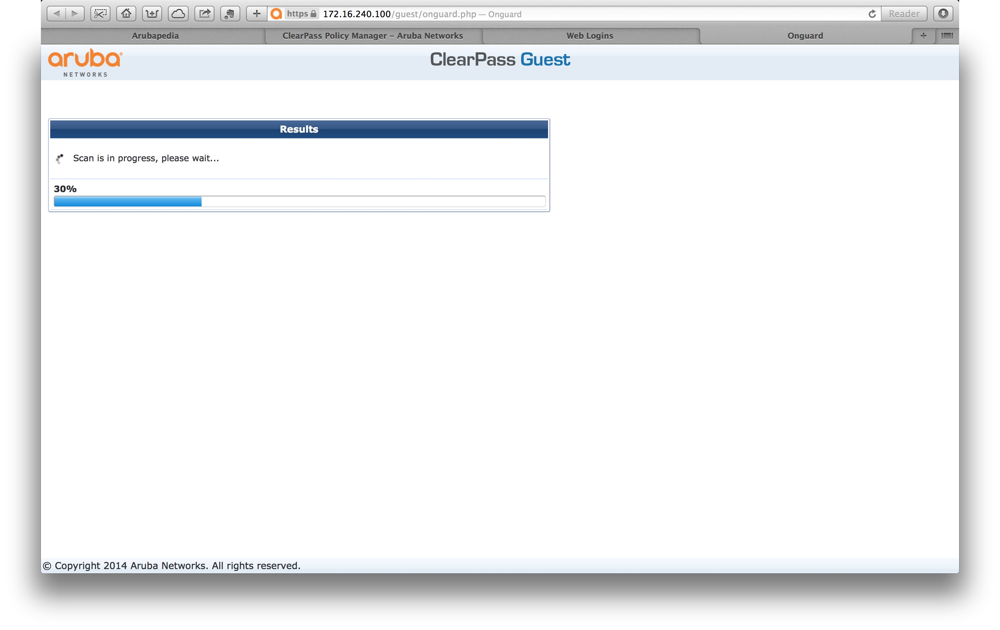 https 172.16.240.100/guest/onguard.php — Onguard
Reader
Arubapedia
ClearPass Policy Manager – Aruba Networks
Web Logins
Onguard
aruba®
NETWORKS
ClearPass Guest
Results
Scan is in progress, please wait...
30%
© Copyright 2014 Aruba Networks. All rights reserved.